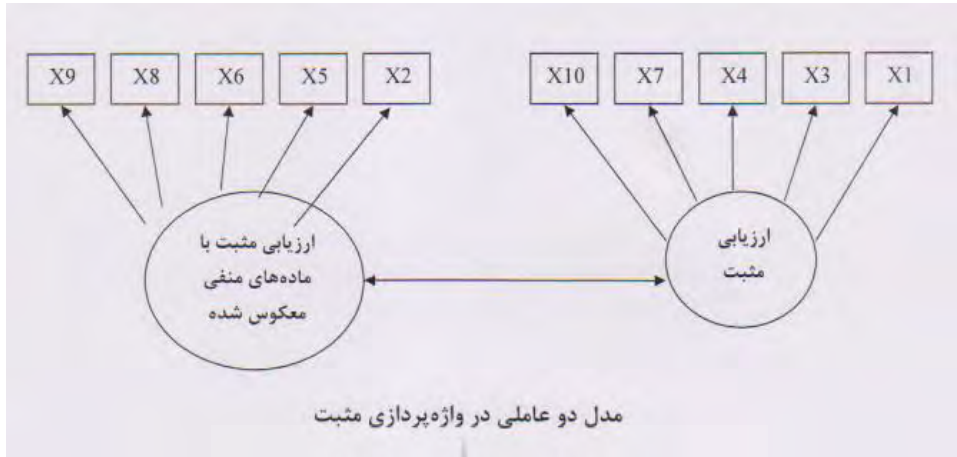 X9 X8 X6 X5 X2 X10 X7 X4 X3 X1
ارزیابی
مثبت
ارزیابی مثبت با
ماده‌های منفی
معکوس شده
مدل دو عاملی در واژه‌پردازی مثبت